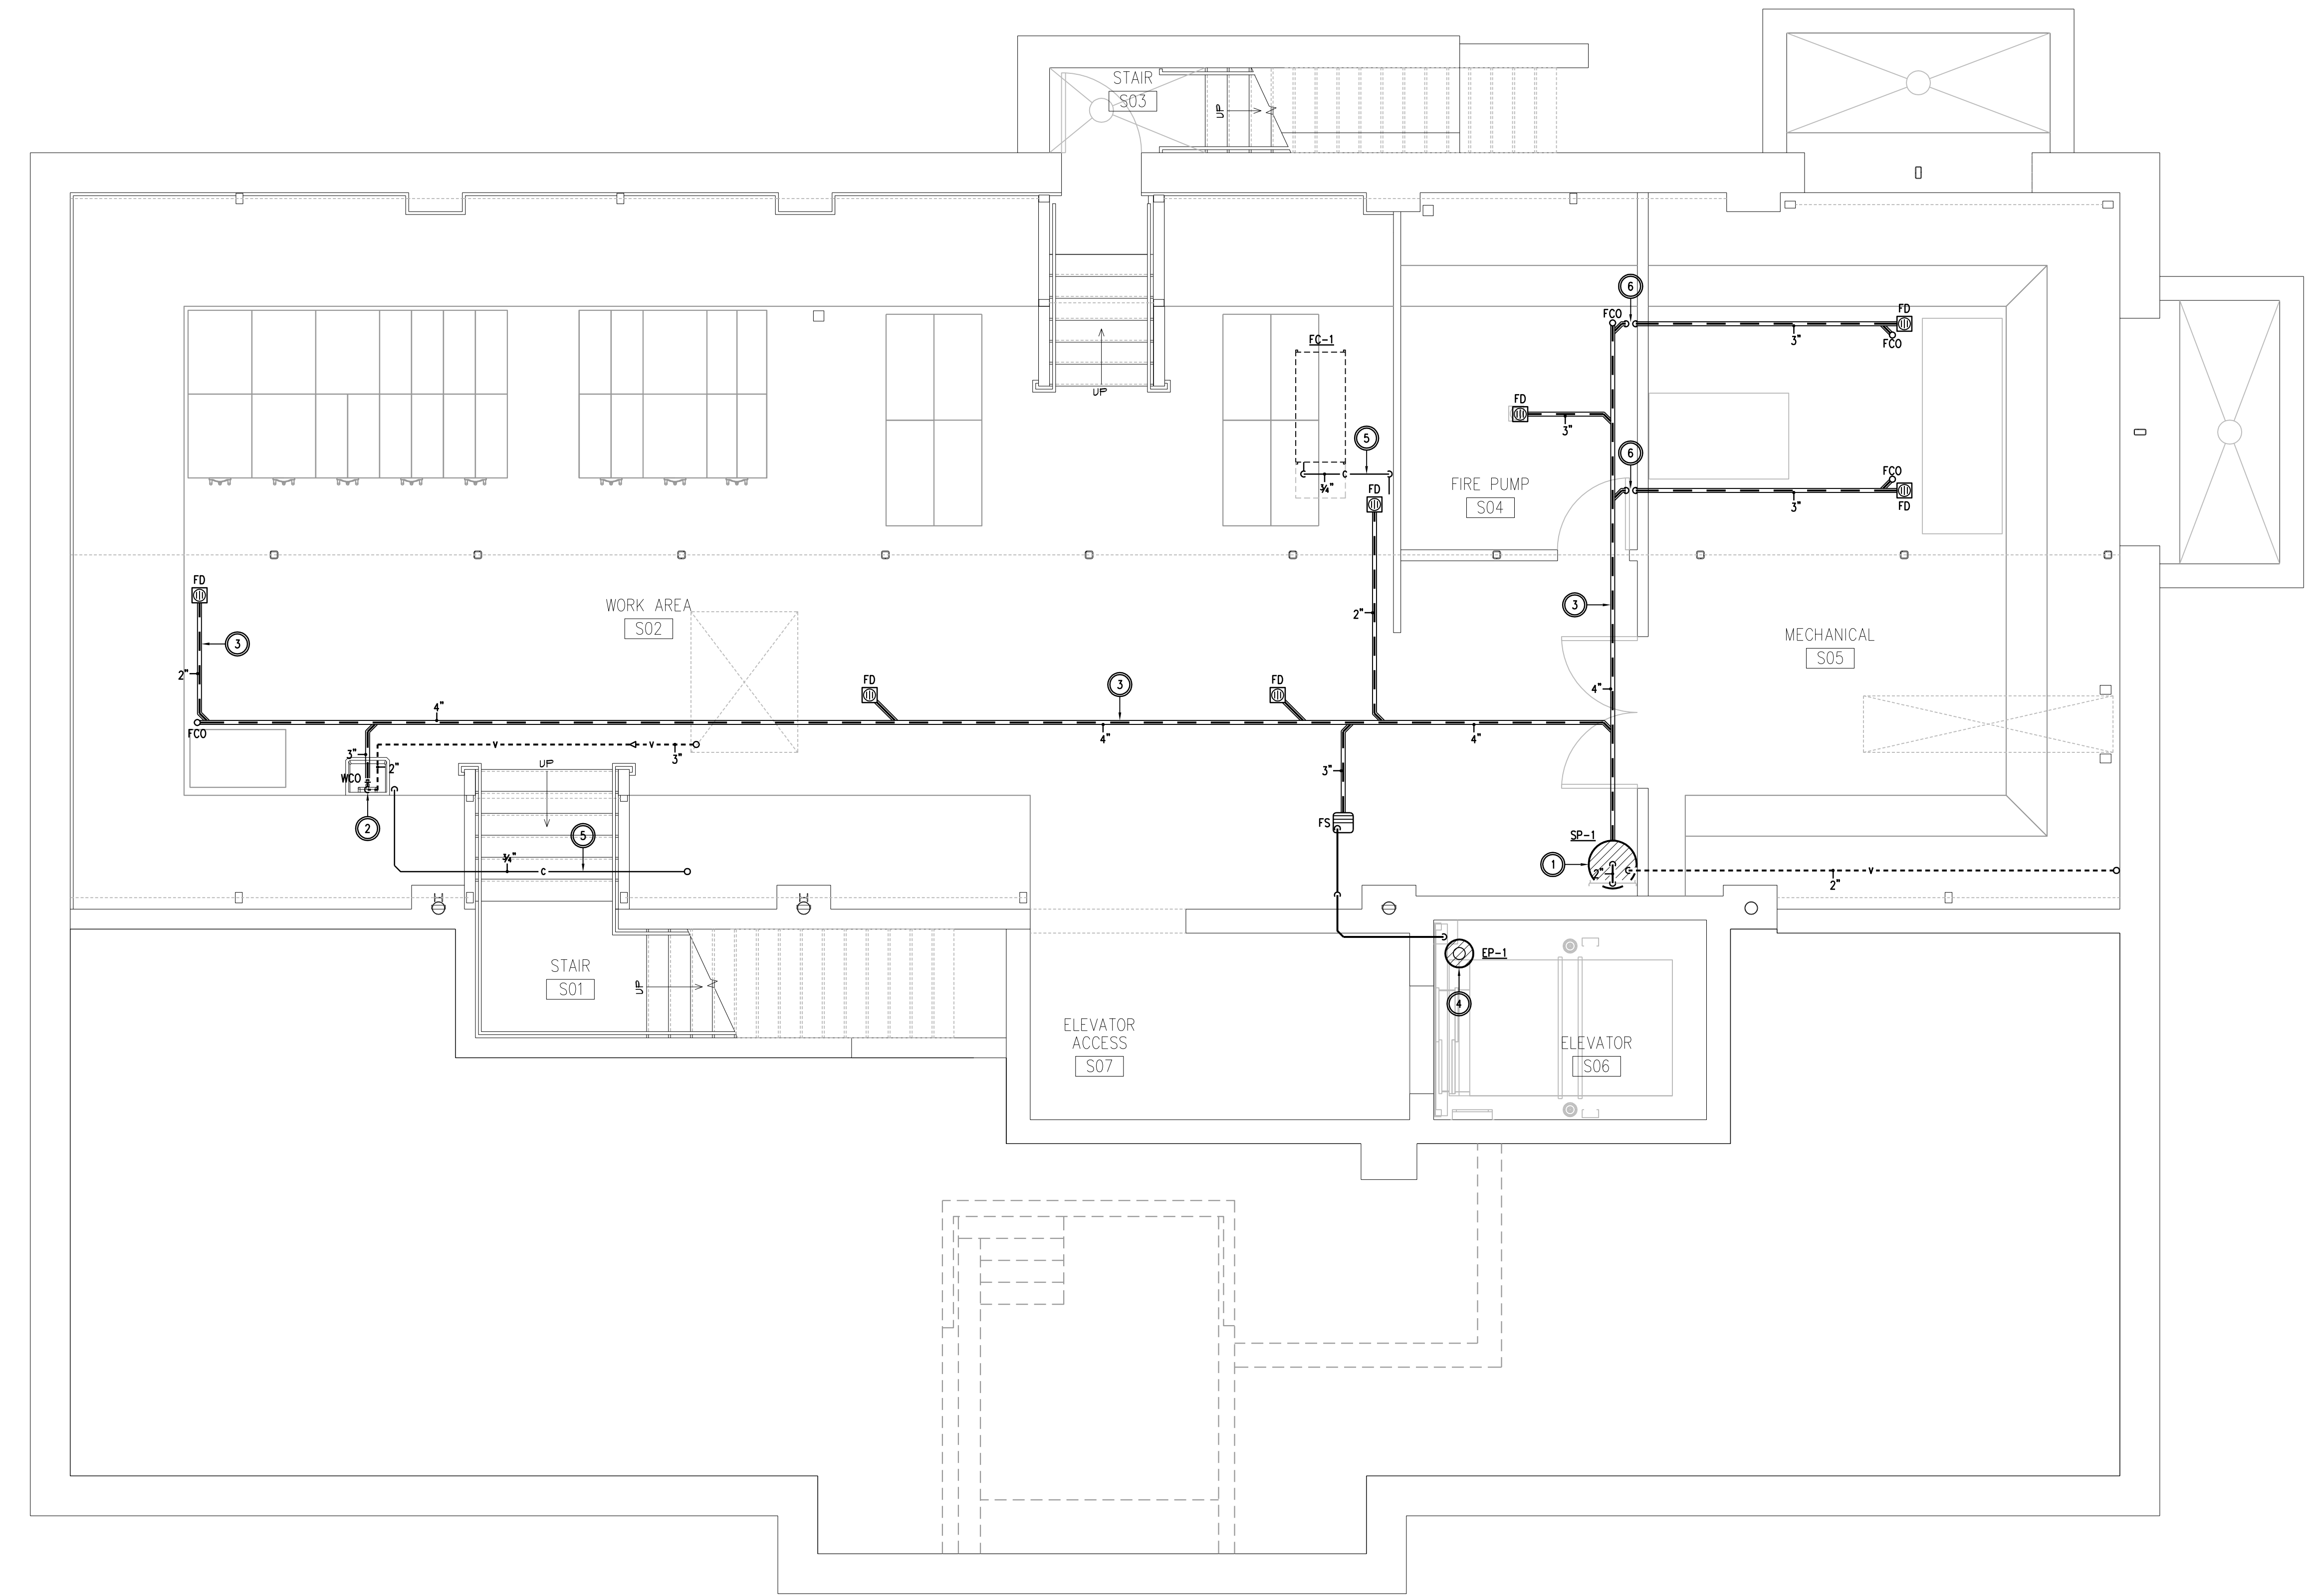 STAIR
S03
UP
UP
6
FCO
FD
3"
FCO
FC-1
5
C
¾"
FD
FD
3"
6
FCO
3"
FD
FIRE PUMP
S04
FD
3
2"
WORK AREA
S02
2"
3
MECHANICAL
S05
FD
FD
3
4"
4"
4"
4"
FCO
V
V
3"
3"
2"
WCO
UP
3"
2
5
¾"
C
FS
SP-1
1
2"
V
2"
EP-1
4
STAIR
S01
UP
ELEVATOR
ACCESS
S07
ELEVATOR
S06